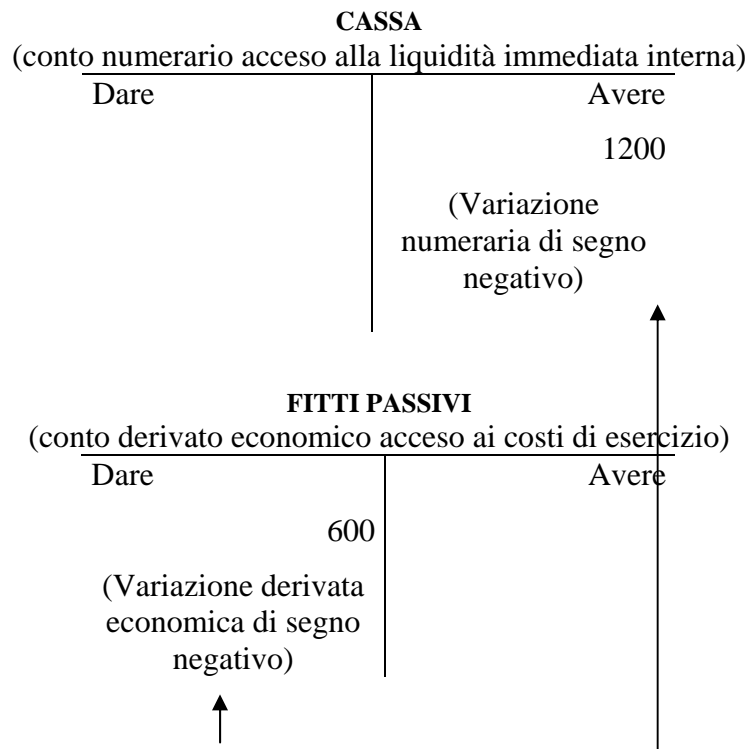 CASSA
(conto numerario acceso alla liquidità immediata interna)
Dare Avere
1200
(Variazione
numeraria di segno
negativo)
FITTI PASSIVI
(conto derivato economico acceso ai costi di esercizio)
Dare Avere
600
(Variazione derivata
economica di segno
negativo)